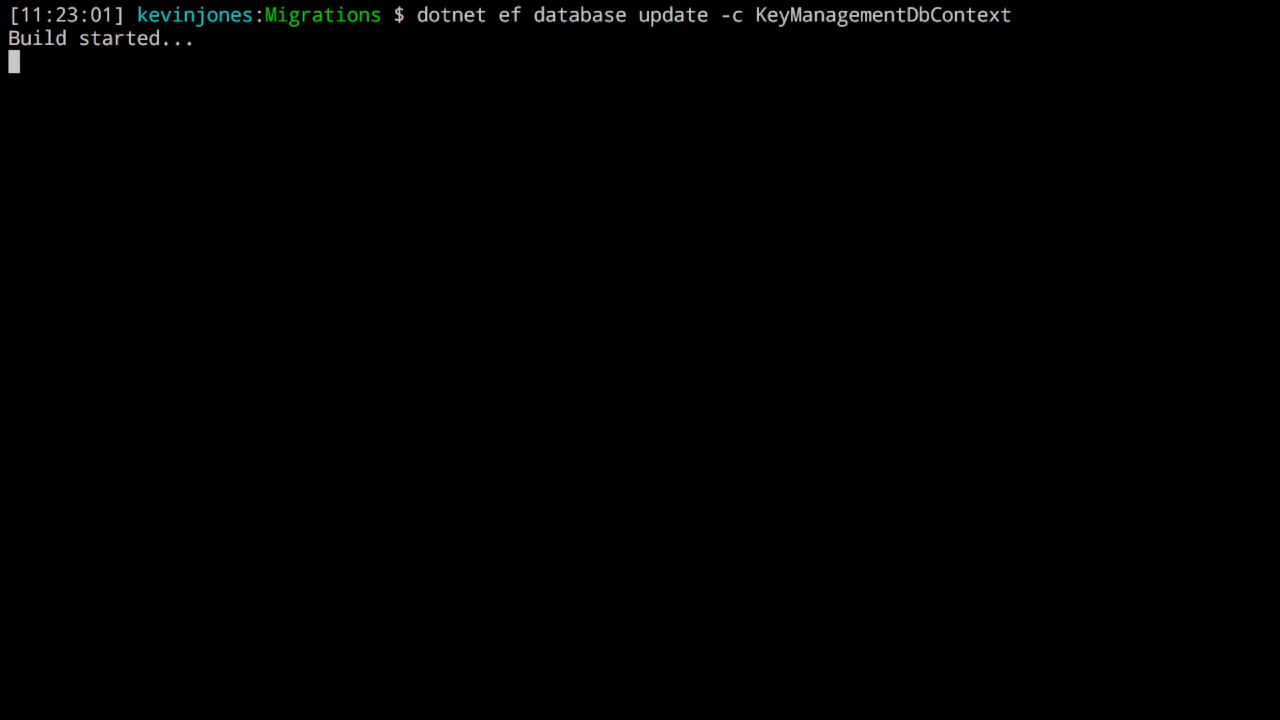 [11:23:01] kevinjones:Migrations $ dotnet ef database update -c KeyManagementDbContext
Build started...